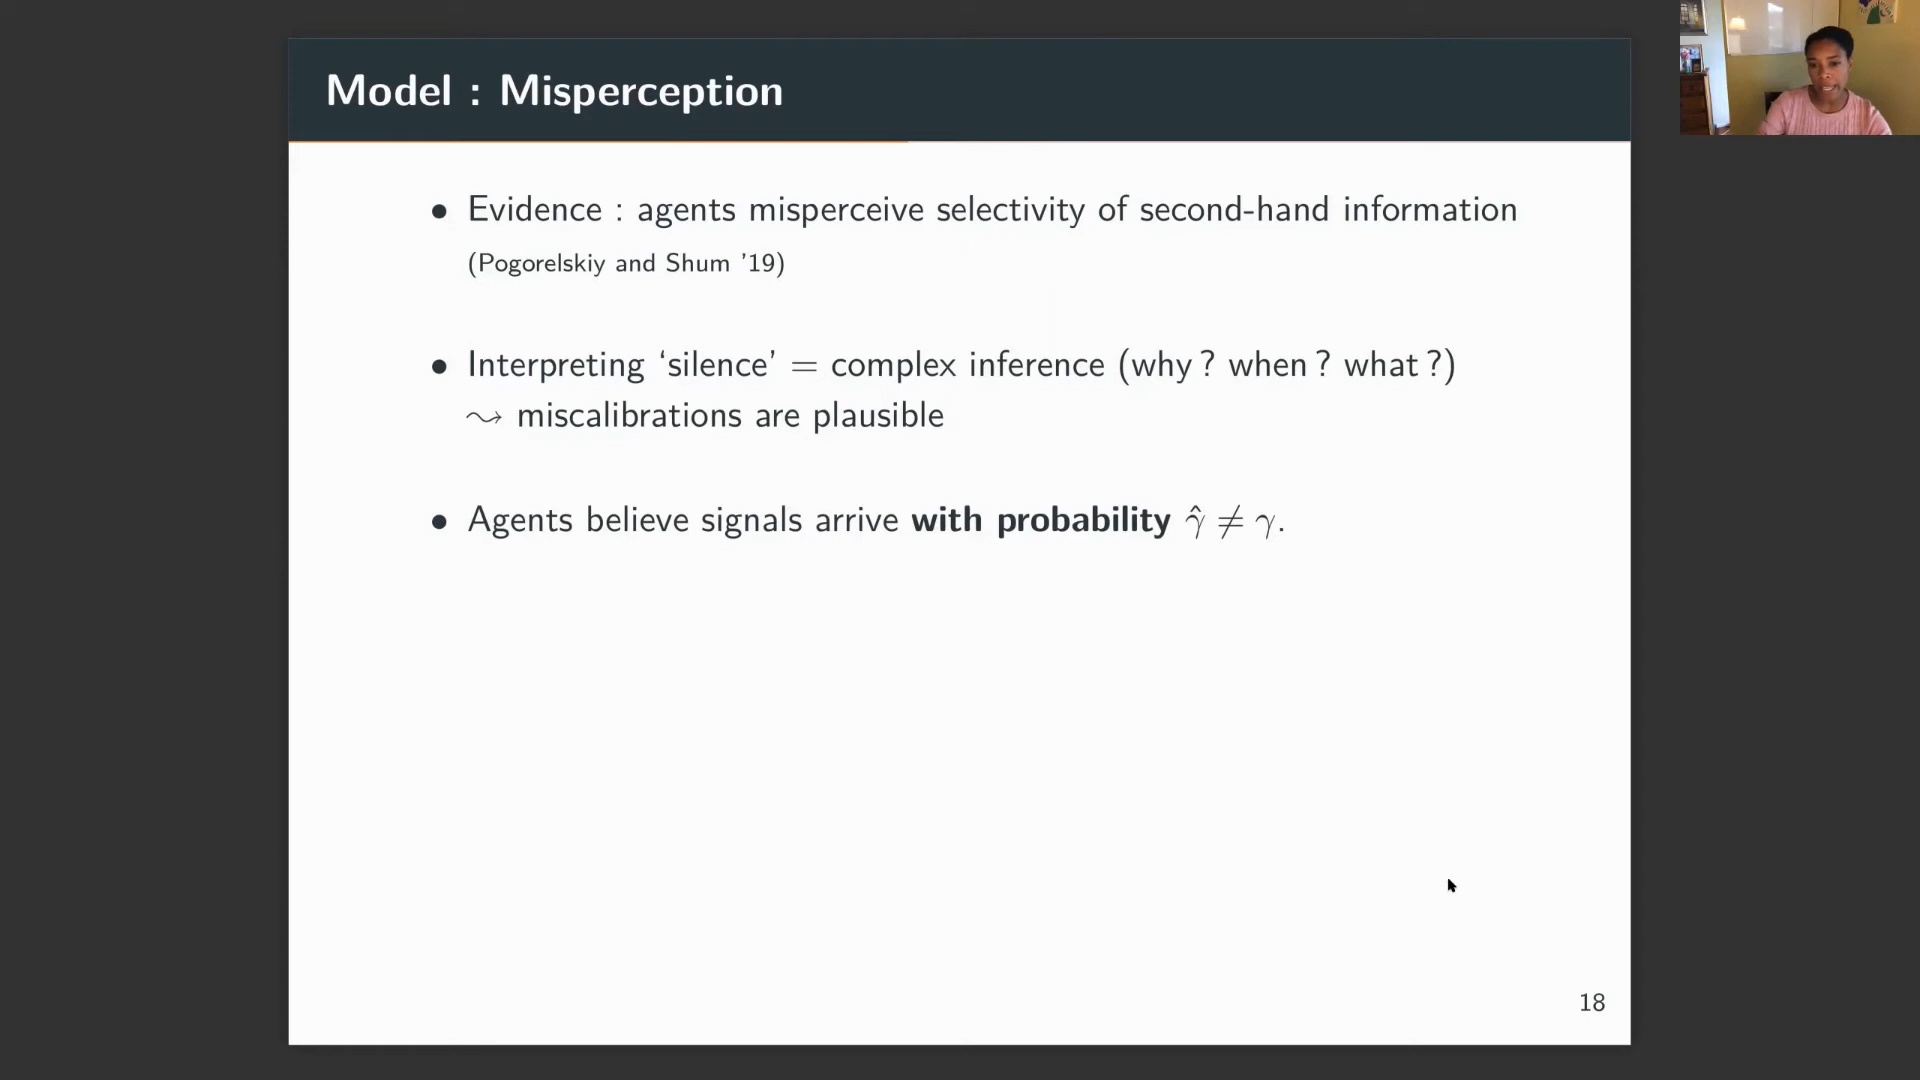 Model : Misperception
• Evidence : agents misperceive selectivity of second-hand information
(Pogorelskiy and Shum ’19)
• Interpreting ‘silence’ = complex inference (why ? when ? what ?)
⇝ miscalibrations are plausible
• Agents believe signals arrive with probability γ̂ ≠ γ.
18